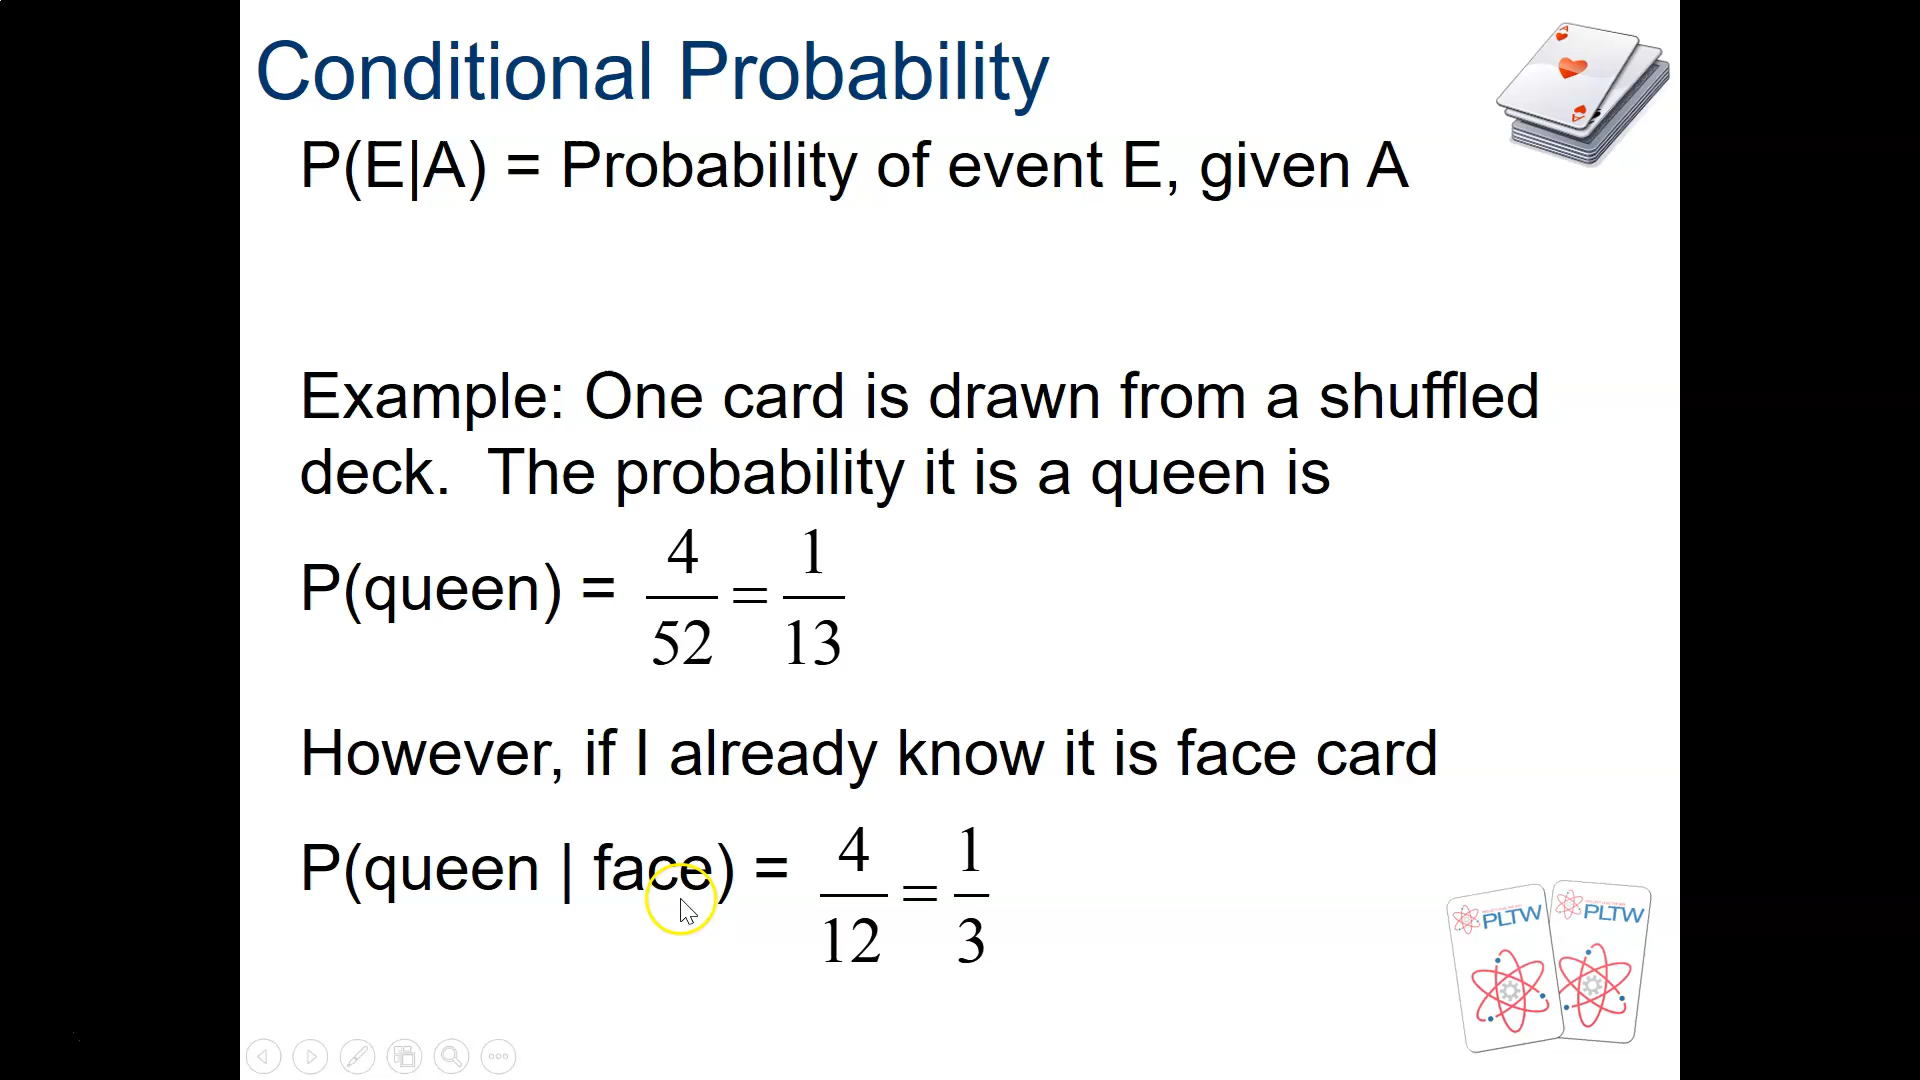 Conditional Probability
P(E|A) = Probability of event E, given A
Example: One card is drawn from a shuffled
deck. The probability it is a queen is
P(queen) = 4/52 = 1/13
However, if I already know it is face card
P(queen | face) = 4/12 = 1/3
A
A
PLTW
PLTW